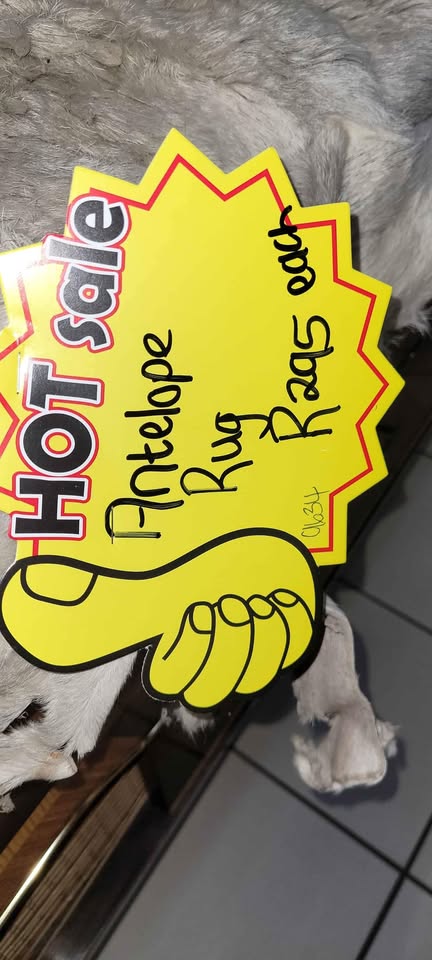 HOT sale
Antelope
Rug
R295 each
9634